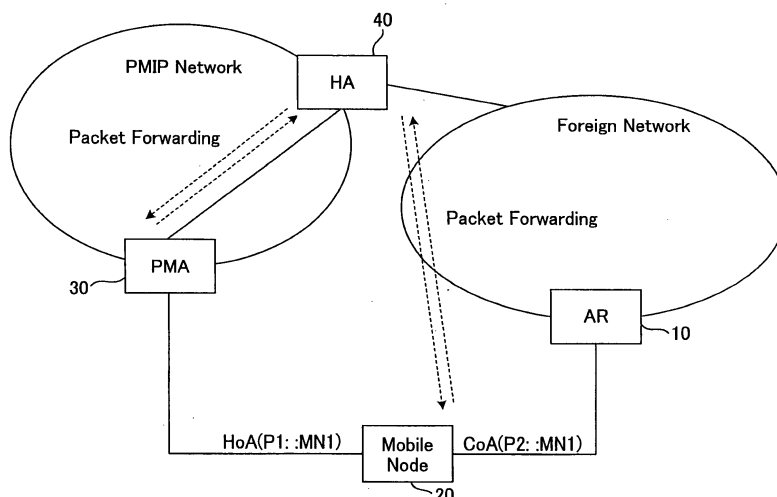 40
PMIP Network
HA
Foreign Network
Packet Forwarding
Packet Forwarding
PMA
30
AR
10
HoA(P1: :MN1)
Mobile
Node
CoA(P2: :MN1)
20